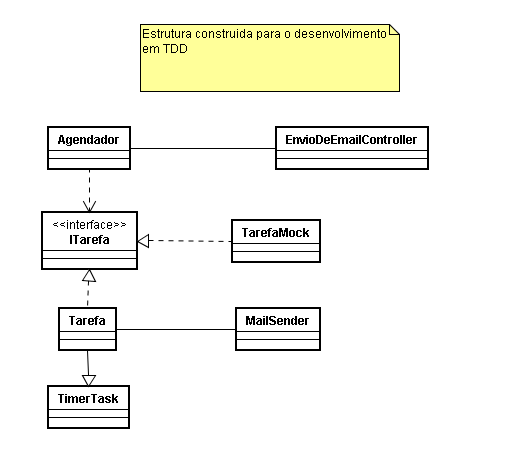 Estrutura construida para o desenvolvimento
em TDD
Agendador
EnvioDeEmailController
<<interface>>
ITarefa
TarefaMock
Tarefa
MailSender
TimerTask